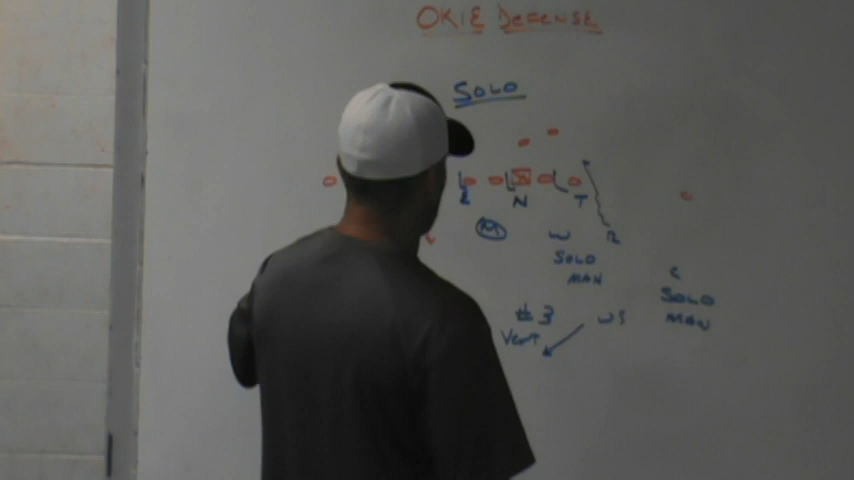 OKIE DEFENSE
SOLO
E N T
M W R
SOLO
MAN
C
SOLO
MAN
#3 WS
Vert